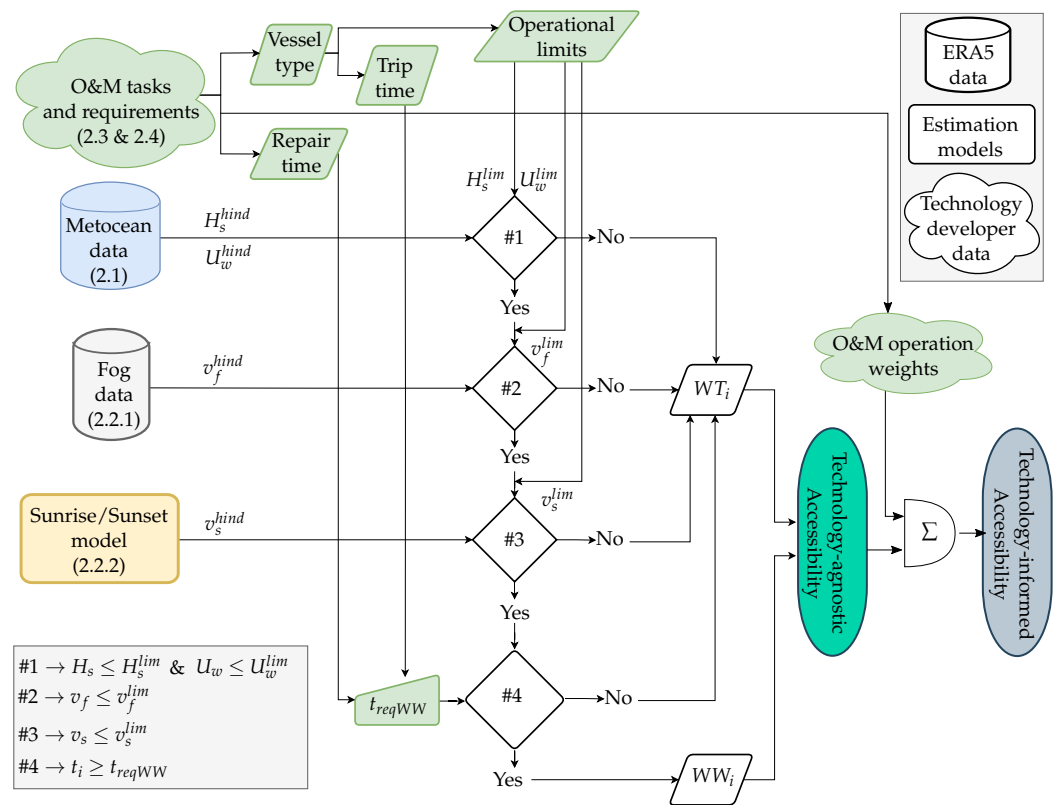 Vessel
type
Operational
limits
Trip
time
O&M tasks
and requirements
(2.3 & 2.4)
Repair
time
ERA5
data
Estimation
models
Technology
developer
data
H_s^{lim} U_w^{lim}
Metocean
data
(2.1)
H_s^{hind}
U_w^{hind}
#1
No
Yes
Fog
data
(2.2.1)
v_f^{hind}
v_f^{lim}
#2
No
WT_i
O&M operation
weights
Yes
Sunrise/Sunset
model
(2.2.2)
v_s^{hind}
v_s^{lim}
#3
No
Technology-agnostic
Accessibility
Σ
Technology-informed
Accessibility
Yes
#1 → H_s ≤ H_s^{lim} & U_w ≤ U_w^{lim}
#2 → v_f ≤ v_f^{lim}
#3 → v_s ≤ v_s^{lim}
#4 → t_i ≥ t_{reqWW}
t_{reqWW}
#4
No
Yes
WW_i